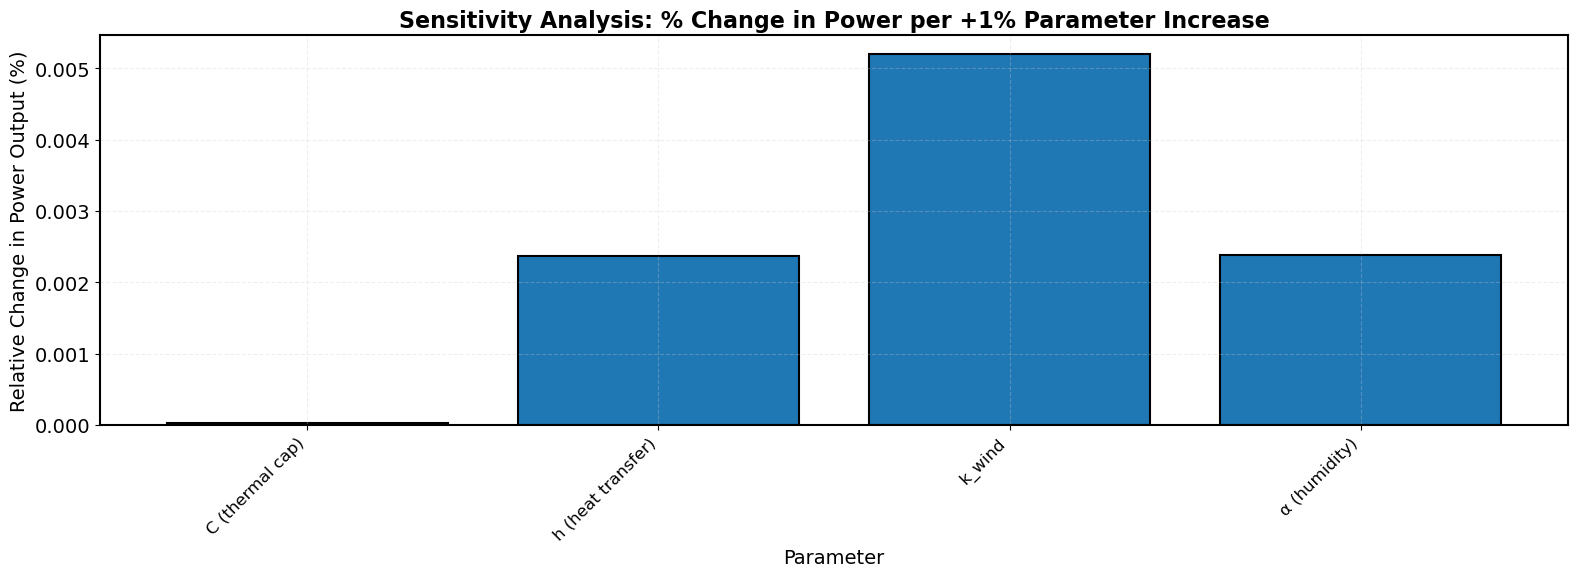 Sensitivity Analysis: % Change in Power per +1% Parameter Increase
Relative Change in Power Output (%)
0.005
0.004
0.003
0.002
0.001
0.000
C (thermal cap)
h (heat transfer)
k_wind
α (humidity)
Parameter